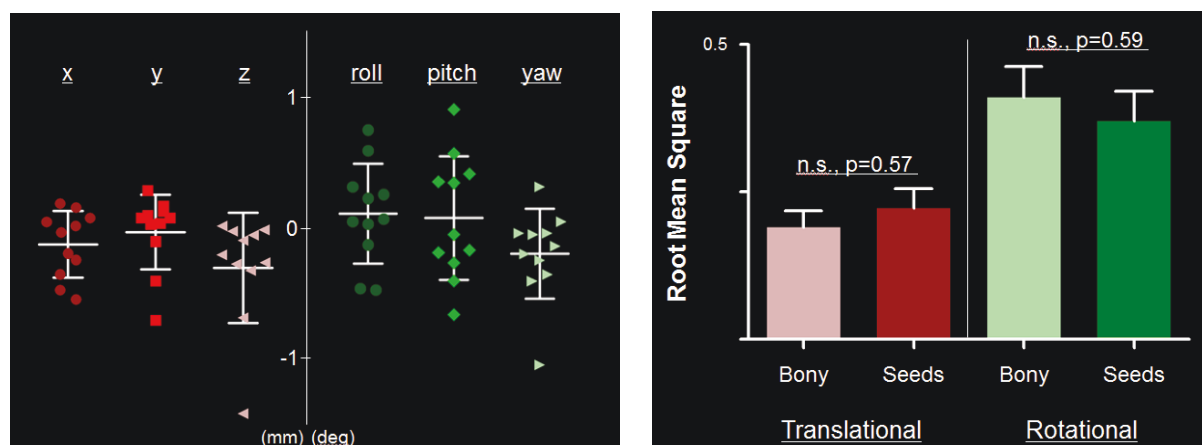 x y z roll pitch yaw
1
0
-1
(mm) (deg)
0.5
n.s., p=0.59
n.s., p=0.57
Root Mean Square
Bony Seeds Bony Seeds
Translational Rotational